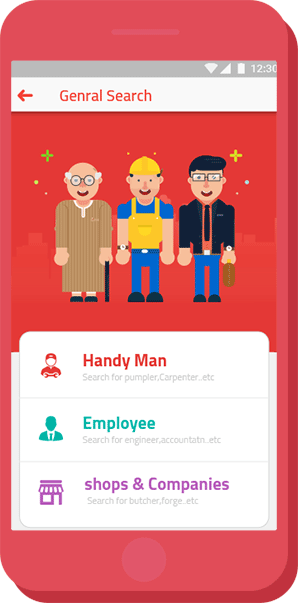 12:30
Genral Search
Handy Man
Search for pumpler,Carpenter..etc
Employee
Search for engineer,accountatn..etc
shops & Companies
Search for butcher,forge..etc